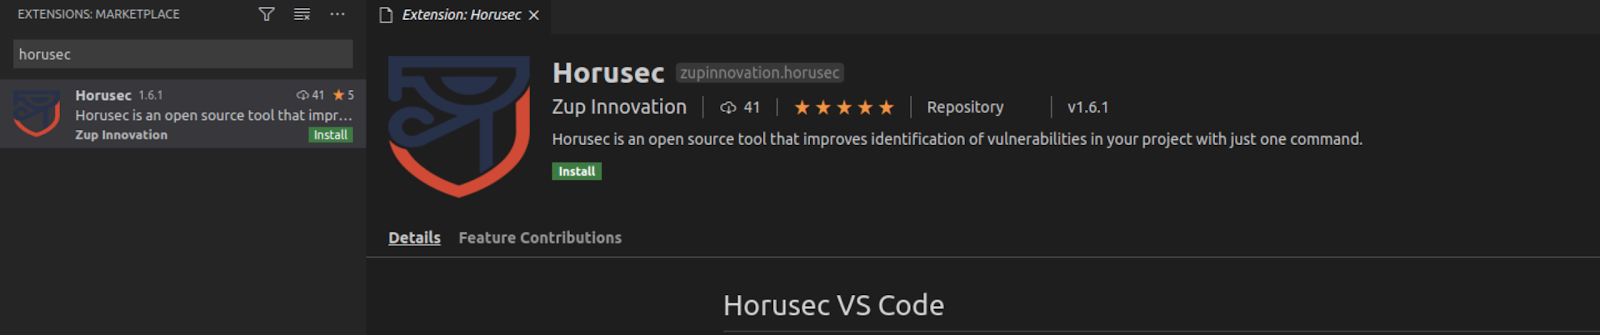 EXTENSIONS: MARKETPLACE
horusec
Horusec 1.6.1 41 ★ 5
Horusec is an open source tool that impr...
Zup Innovation Install
Extension: Horusec ×
Horusec zupinnovation.horusec
Zup Innovation | 41 | ★★★★★ | Repository | v1.6.1
Horusec is an open source tool that improves identification of vulnerabilities in your project with just one command.
Install
Details Feature Contributions
Horusec VS Code